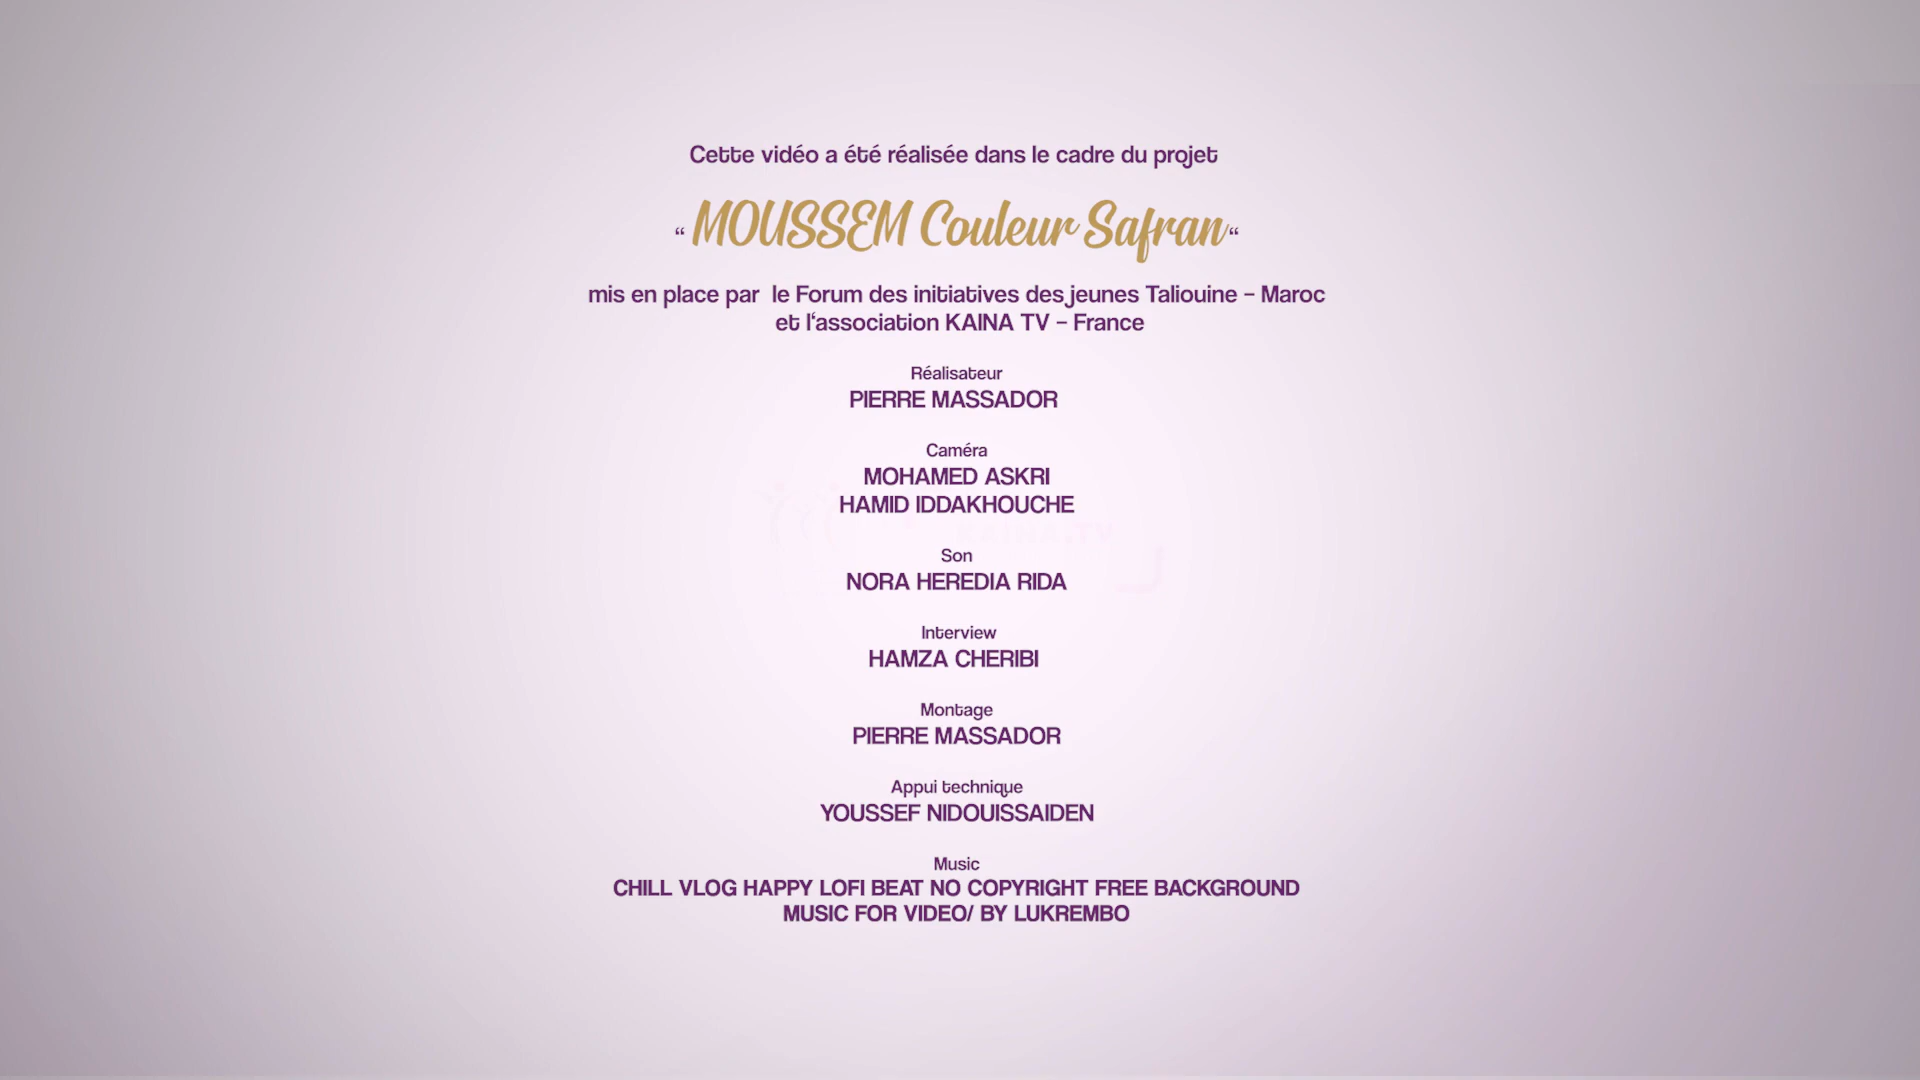 Cette vidéo a été réalisée dans le cadre du projet
“ MOUSSEM Couleur Safran “
mis en place par le Forum des initiatives des jeunes Taliouine – Maroc
et l‘association KAINA TV – France
Réalisateur
PIERRE MASSADOR
Caméra
MOHAMED ASKRI
HAMID IDDAKHOUCHE
KAINA.TV
Son
NORA HEREDIA RIDA
Interview
HAMZA CHERIBI
Montage
PIERRE MASSADOR
Appui technique
YOUSSEF NIDOUISSAIDEN
Music
CHILL VLOG HAPPY LOFI BEAT NO COPYRIGHT FREE BACKGROUND
MUSIC FOR VIDEO/ BY LUKREMBO